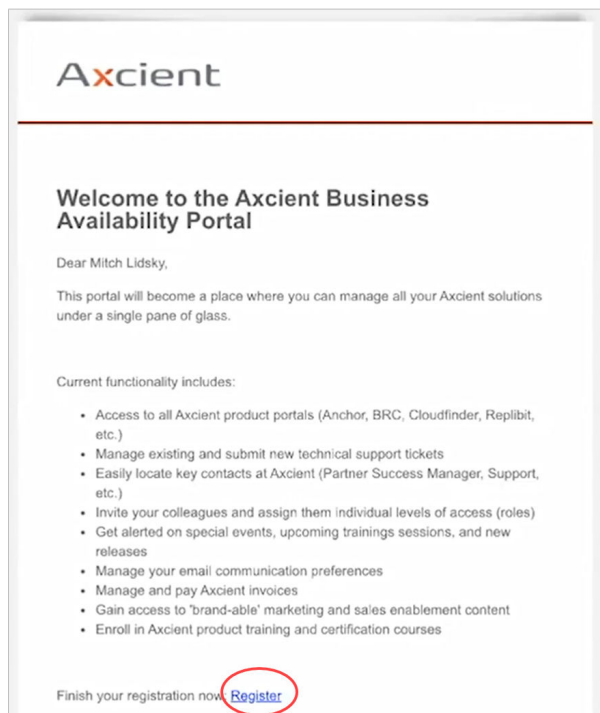 Axcient
Welcome to the Axcient Business
Availability Portal
Dear Mitch Lidsky,
This portal will become a place where you can manage all your Axcient solutions
under a single pane of glass.
Current functionality includes:
• Access to all Axcient product portals (Anchor, BRC, Cloudfinder, Replibit,
etc.)
• Manage existing and submit new technical support tickets
• Easily locate key contacts at Axcient (Partner Success Manager, Support,
etc.)
• Invite your colleagues and assign them individual levels of access (roles)
• Get alerted on special events, upcoming trainings sessions, and new
releases
• Manage your email communication preferences
• Manage and pay Axcient invoices
• Gain access to 'brand-able' marketing and sales enablement content
• Enroll in Axcient product training and certification courses
Finish your registration now: Register